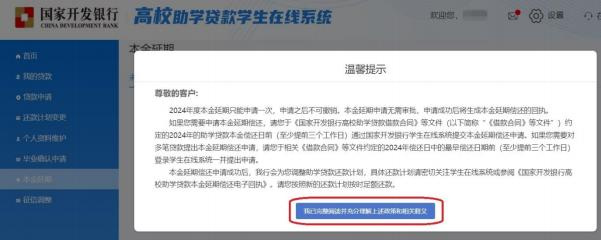 国家开发银行
CHINA DEVELOPMENT BANK
高校助学贷款学生在线系统
欢迎您、
设置
首页
我的贷款
贷款申请
还款计划变更
个人资料维护
毕业确认申请
本金延期
征信调整
本金延期
温馨提示
尊敬的客户:
2024年度本金延期只能申请一次，申请之后不可撤销。本金延期申请无需审批，申请成功后将生成本金延期偿还的回执。
如果您需要申请本金延期偿还，请您于《国家开发银行高校助学贷款借款合同》等文件（以下简称“《借款合同》等文件”）约
定的2024年的助学贷款本金偿还日前（至少提前三个工作日）通过国家开发银行学生在线系统提交本金延期偿还申请。如果您需要对
多笔贷款提出本金延期偿还申请，请您于相关《借款合同》等文件约定的2024年偿还日中的最早偿还日期前（至少提前三个工作日）
登录学生在线系统一并提出申请。
本金延期偿还申请成功后，我行会为您调整助学贷款还款计划，具体还款计划请密切关注学生在线系统或参阅《国家开发银行高
校助学贷款本金延期偿还电子回执》。请您按照新的还款计划按时足额还款。
我已完整阅读并充分理解上述政策和相关释义